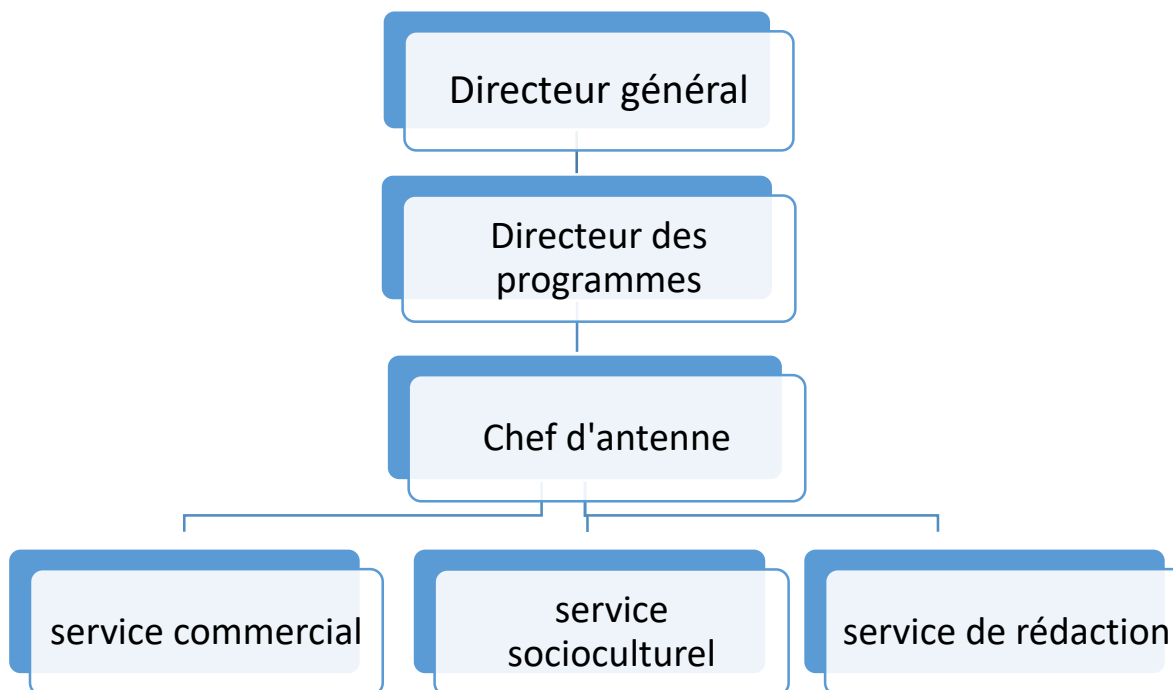 Directeur général
Directeur des
programmes
Chef d'antenne
service commercial
service
socioculturel
service de rédaction